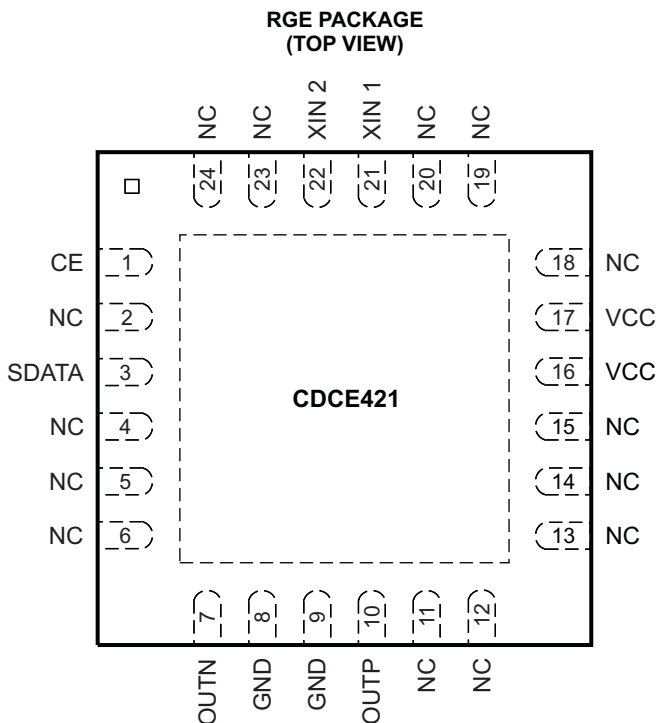 RGE PACKAGE
(TOP VIEW)
NC NC XIN 2 XIN 1 NC NC
24 23 22 21 20 19
CE 1 18 NC
NC 2 17 VCC
SDATA 3 16 VCC
CDCE421
NC 4 15 NC
NC 5 14 NC
NC 6 13 NC
7 8 9 10 11 12
OUTN GND GND OUTP NC NC